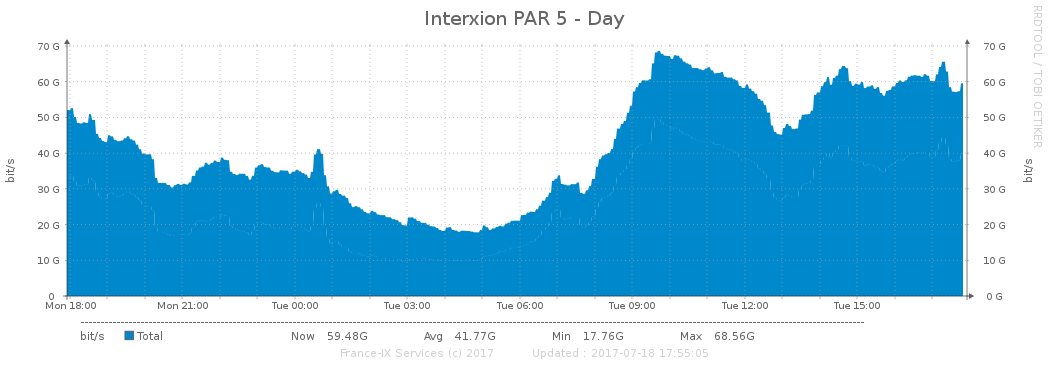 Interxion PAR 5 - Day
RRDTOOL / TOBI OETIKER
bit/s
bit/s
70 G 70 G
60 G 60 G
50 G 50 G
40 G 40 G
30 G 30 G
20 G 20 G
10 G 10 G
0 0 G
Mon 18:00 Mon 21:00 Tue 00:00 Tue 03:00 Tue 06:00 Tue 09:00 Tue 12:00 Tue 15:00
bit/s Total Now 59.48G Avg 41.77G Min 17.76G Max 68.56G
France-IX Services (c) 2017 Updated : 2017-07-18 17:55:05